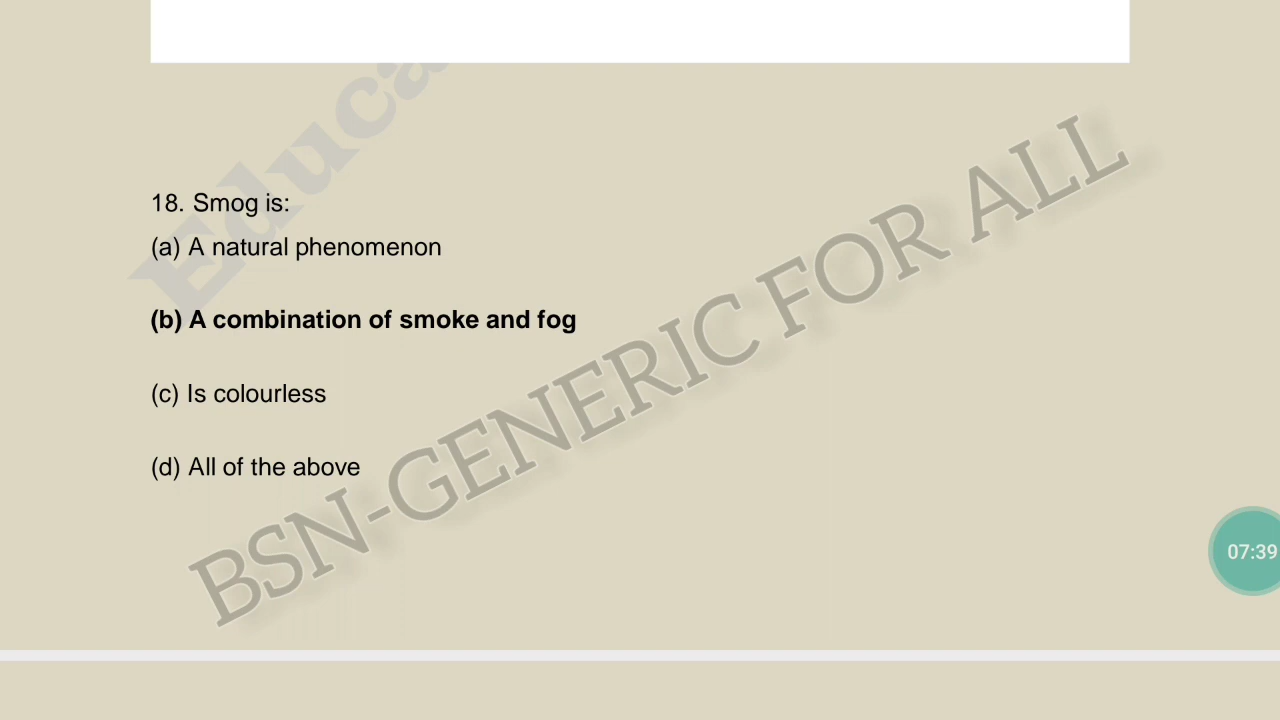 Educa
18. Smog is:
(a) A natural phenomenon
(b) A combination of smoke and fog
(c) Is colourless
(d) All of the above
BSN-GENERIC FOR ALL
07:39